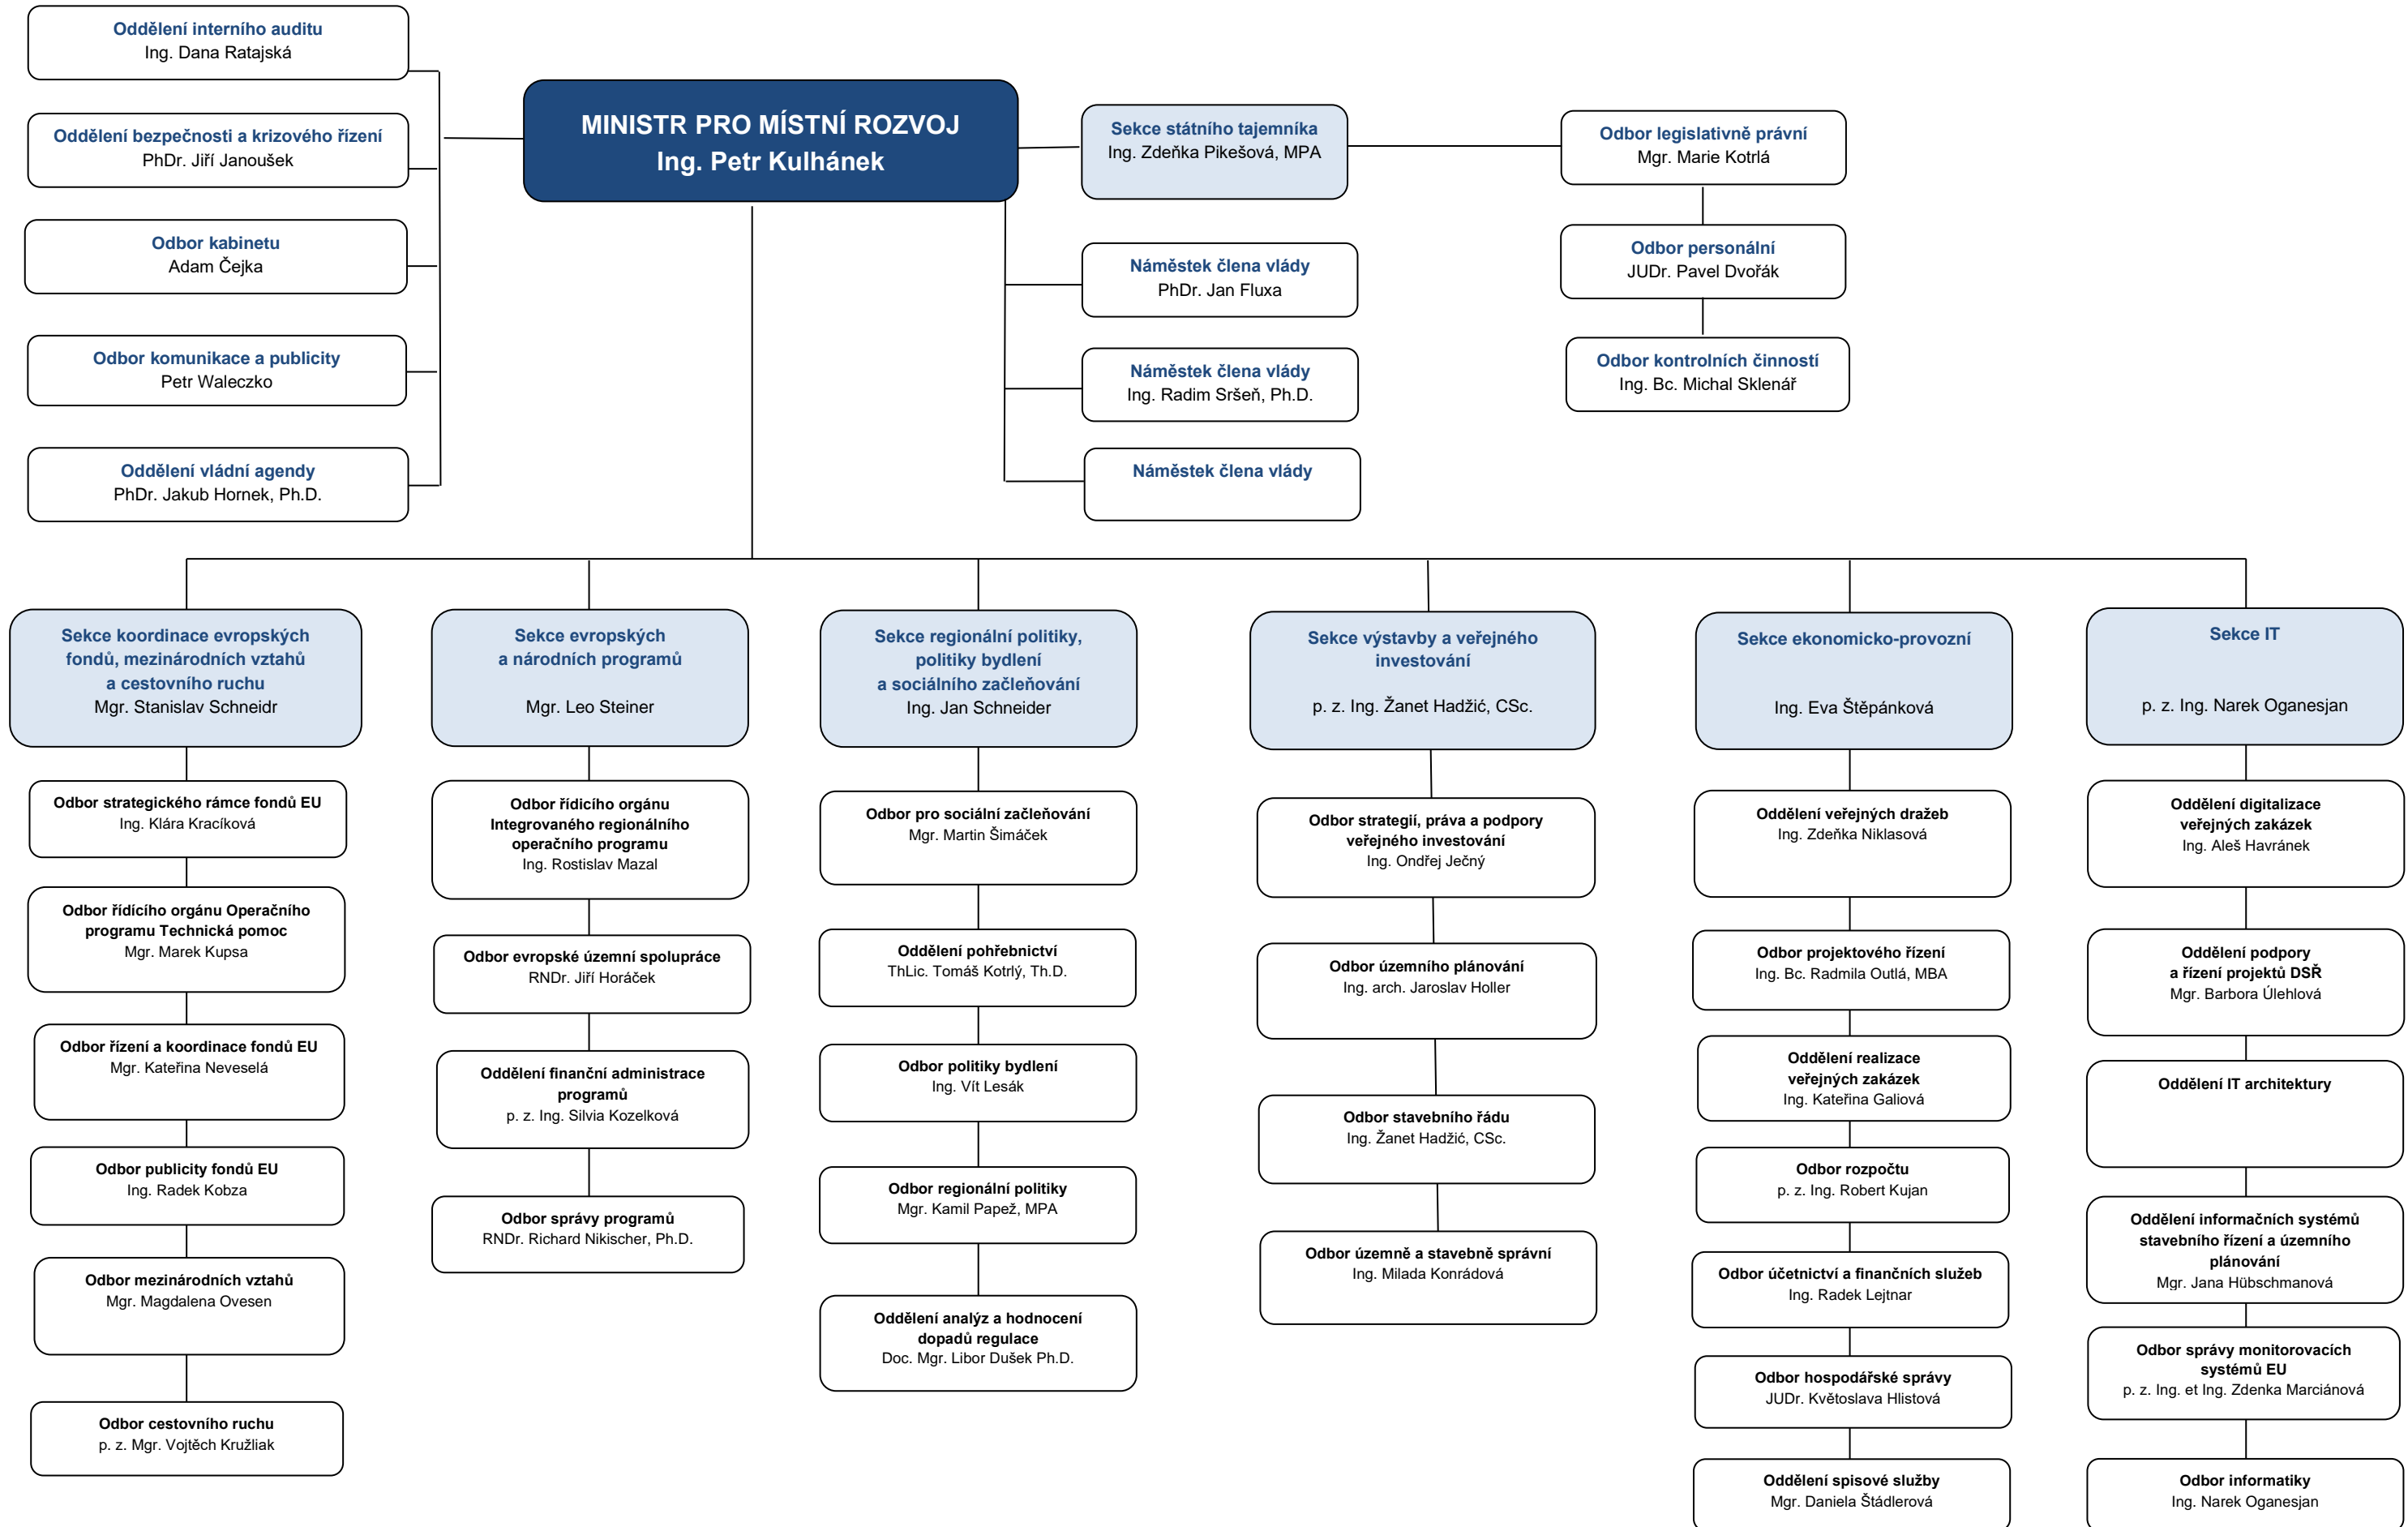 Oddělení interního auditu
Ing. Dana Ratajská
Oddělení bezpečnosti a krizového řízení
PhDr. Jiří Janoušek
Odbor kabinetu
Adam Čejka
Odbor komunikace a publicity
Petr Waleczko
Oddělení vládní agendy
PhDr. Jakub Hornek, Ph.D.
MINISTR PRO MÍSTNÍ ROZVOJ
Ing. Petr Kulhánek
Sekce státního tajemníka
Ing. Zdeňka Pikešová, MPA
Náměstek člena vlády
PhDr. Jan Fluxa
Náměstek člena vlády
Ing. Radim Sršeň, Ph.D.
Náměstek člena vlády
Odbor legislativně právní
Mgr. Marie Kotrlá
Odbor personální
JUDr. Pavel Dvořák
Odbor kontrolních činností
Ing. Bc. Michal Sklenář
Sekce koordinace evropských
fondů, mezinárodních vztahů
a cestovního ruchu
Mgr. Stanislav Schneidr
Odbor strategického rámce fondů EU
Ing. Klára Kracíková
Odbor řídícího orgánu Operačního
programu Technická pomoc
Mgr. Marek Kupsa
Odbor řízení a koordinace fondů EU
Mgr. Kateřina Neveselá
Odbor publicity fondů EU
Ing. Radek Kobza
Odbor mezinárodních vztahů
Mgr. Magdalena Ovesen
Odbor cestovního ruchu
p. z. Mgr. Vojtěch Kružliak
Sekce evropských
a národních programů
Mgr. Leo Steiner
Odbor řídicího orgánu
Integrovaného regionálního
operačního programu
Ing. Rostislav Mazal
Odbor evropské územní spolupráce
RNDr. Jiří Horáček
Oddělení finanční administrace
programů
p. z. Ing. Silvia Kozelková
Odbor správy programů
RNDr. Richard Nikischer, Ph.D.
Sekce regionální politiky,
politiky bydlení
a sociálního začleňování
Ing. Jan Schneider
Odbor pro sociální začleňování
Mgr. Martin Šimáček
Oddělení pohřebnictví
ThLic. Tomáš Kotrlý, Th.D.
Odbor politiky bydlení
Ing. Vít Lesák
Odbor regionální politiky
Mgr. Kamil Papež, MPA
Oddělení analýz a hodnocení
dopadů regulace
Doc. Mgr. Libor Dušek Ph.D.
Sekce výstavby a veřejného
investování
p. z. Ing. Žanet Hadžić, CSc.
Odbor strategií, práva a podpory
veřejného investování
Ing. Ondřej Ječný
Odbor územního plánování
Ing. arch. Jaroslav Holler
Odbor stavebního řádu
Ing. Žanet Hadžić, CSc.
Odbor územně a stavebně správní
Ing. Milada Konrádová
Sekce ekonomicko-provozní
Ing. Eva Štěpánková
Oddělení veřejných dražeb
Ing. Zdeňka Niklasová
Odbor projektového řízení
Ing. Bc. Radmila Outlá, MBA
Oddělení realizace
veřejných zakázek
Ing. Kateřina Galiová
Odbor rozpočtu
p. z. Ing. Robert Kujan
Odbor účetnictví a finančních služeb
Ing. Radek Lejtnar
Odbor hospodářské správy
JUDr. Květoslava Hlistová
Oddělení spisové služby
Mgr. Daniela Štádlerová
Sekce IT
p. z. Ing. Narek Oganesjan
Oddělení digitalizace
veřejných zakázek
Ing. Aleš Havránek
Oddělení podpory
a řízení projektů DSŘ
Mgr. Barbora Úlehlová
Oddělení IT architektury
Oddělení informačních systémů
stavebního řízení a územního
plánování
Mgr. Jana Hübschmanová
Odbor správy monitorovacích
systémů EU
p. z. Ing. et Ing. Zdenka Marciánová
Odbor informatiky
Ing. Narek Oganesjan